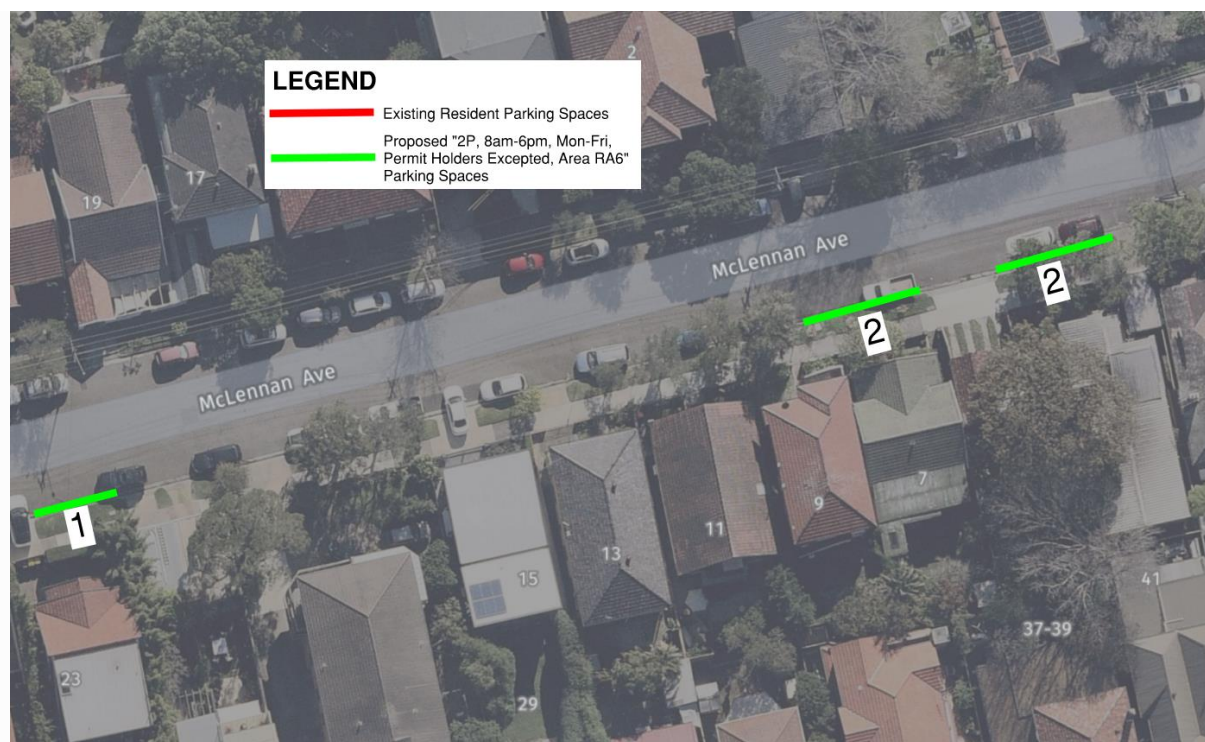 2
LEGEND
Existing Resident Parking Spaces
Proposed "2P, 8am-6pm, Mon-Fri,
Permit Holders Excepted, Area RA6"
Parking Spaces
17
19
McLennan Ave
2
2
McLennan Ave
1
7
9
11
13
15
41
37-39
23
29